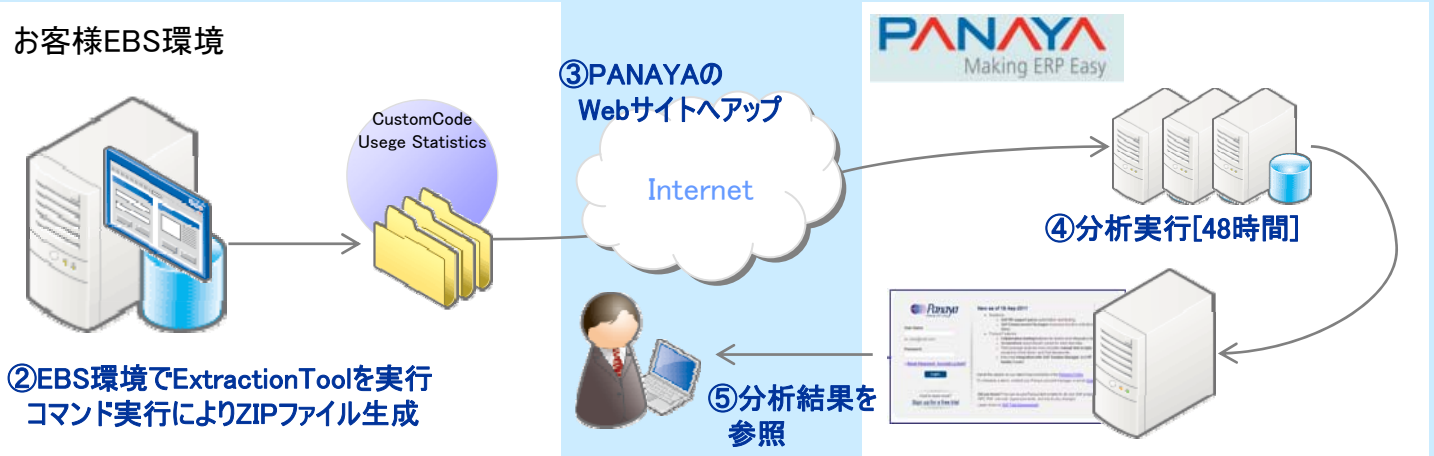 お客様EBS環境
CustomCode
Usege Statistics
②EBS環境でExtractionToolを実行
コマンド実行によりZIPファイル生成
③PANAYAの
Webサイトへアップ
Internet
PANAYA
Making ERP Easy
④分析実行[48時間]
Panaya
⑤分析結果を
参照